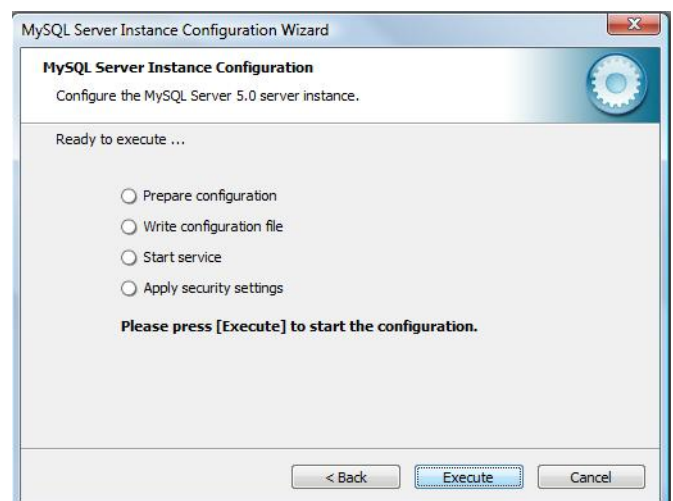 MySQL Server Instance Configuration Wizard
MySQL Server Instance Configuration
Configure the MySQL Server 5.0 server instance.
Ready to execute ...
Prepare configuration
Write configuration file
Start service
Apply security settings
Please press [Execute] to start the configuration.
< Back Execute Cancel